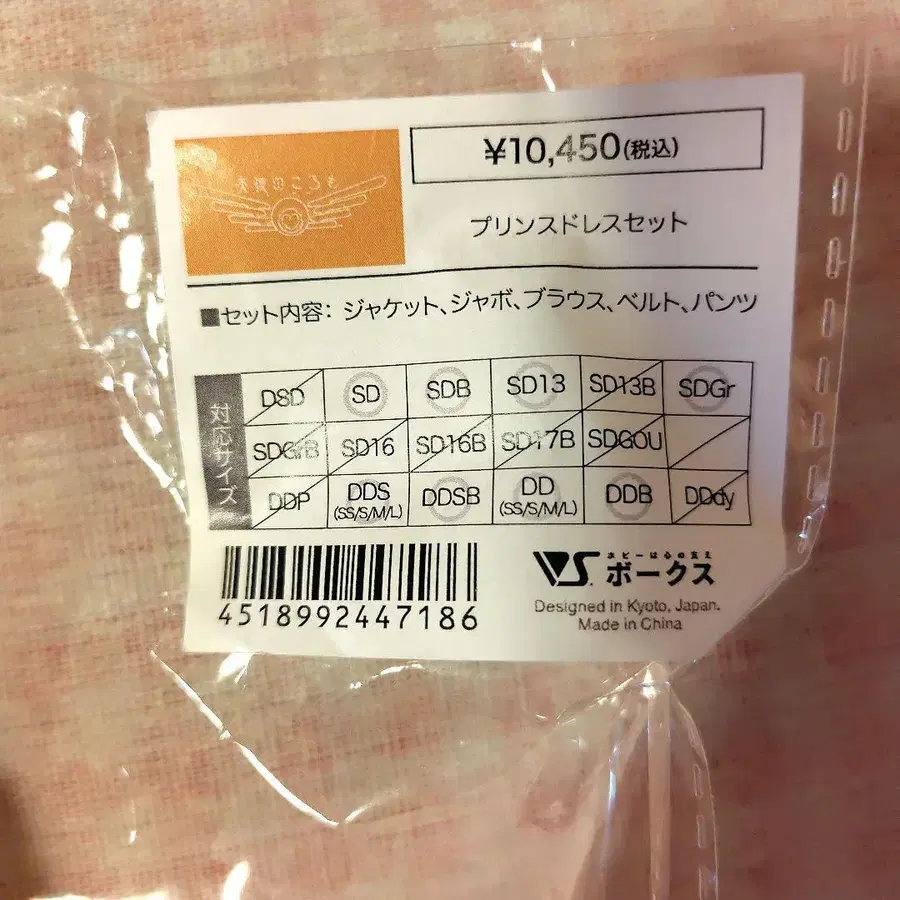 天使のころも
¥10,450(税込)
プリンスドレスセット
■セット内容：ジャケット、ジャボ、ブラウス、ベルト、パンツ
対応サイズ
DSD SD SDB SD13 SD13B SDGr
SDGrB SD16 SD16B SD17B SDGOU
DDP DDS (SS/S/M/L) DDSB DD (SS/S/M/L) DDB DDdy
4518992447186
VS.
ホビーは心の支え
ボークス
Designed in Kyoto, Japan.
Made in China